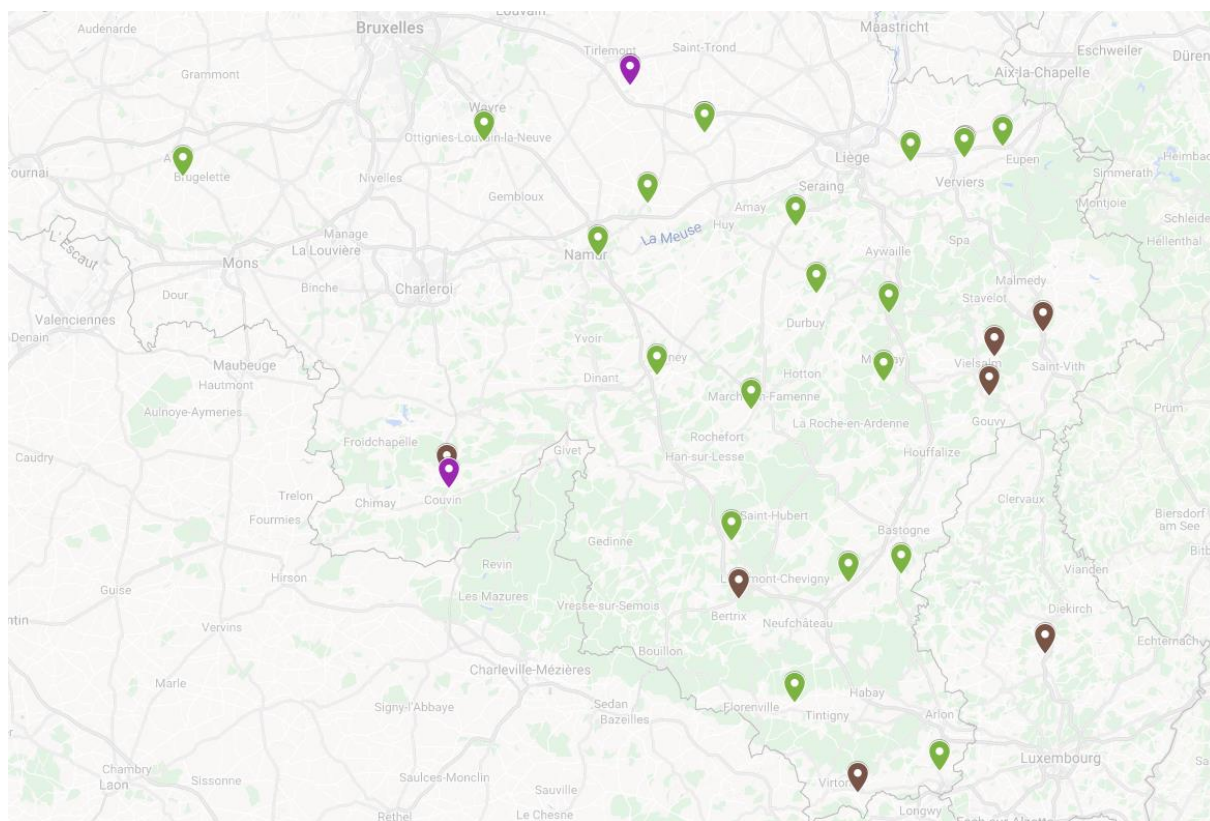 Audenarde
Bruxelles
Louvain
Tirlemont
Saint-Trond
Maastricht
Eschweiler
Düren
Grammont
Aix-la-Chapelle
Wavre
Ottignies-Louvain-la-Neuve
Liège
Eupen
Heimbac
Tournai
Brugelette
Nivelles
Gembloux
Seraing
Verviers
Simmerath
Montjoie
Amay
Huy
Schleide
L'Escaut
Manage
La Louvière
La Meuse
Spa
Aywaille
Hellenthal
Mons
Namur
Binche
Charleroi
Malmedy
Stavelot
Dour
Valenciennes
Denain
Durbuy
Yvoir
Maubeuge
Vielsalm
Saint-Vith
Hautmont
Dinant
Hotton
Aulnoye-Aymeries
Marche-en-Famenne
Prüm
La Roche-en-Ardenne
Gouvy
Froidchapelle
Rochefort
Givet
Han-sur-Lesse
Houffalize
Caudry
Trelon
Chimay
Couvin
Clervaux
Fourmies
Saint-Hubert
Biersdorf
am See
Bastogne
Gedinne
Revin
Hirson
Vianden
Guise
Les Mazures
Vresse-sur-Semois
Bertrix
Diekirch
Vervins
Neufchâteau
Echternach
Bouillon
Charleville-Mézières
Marle
Signy-l'Abbaye
Sedan
Bazeilles
Florenville
Habay
Tintigny
Arlon
Chambry
Laon
Sissonne
Saulces-Monclin
Virton
Luxembourg
Sauville
Rethel
Le Chesne
Longwy